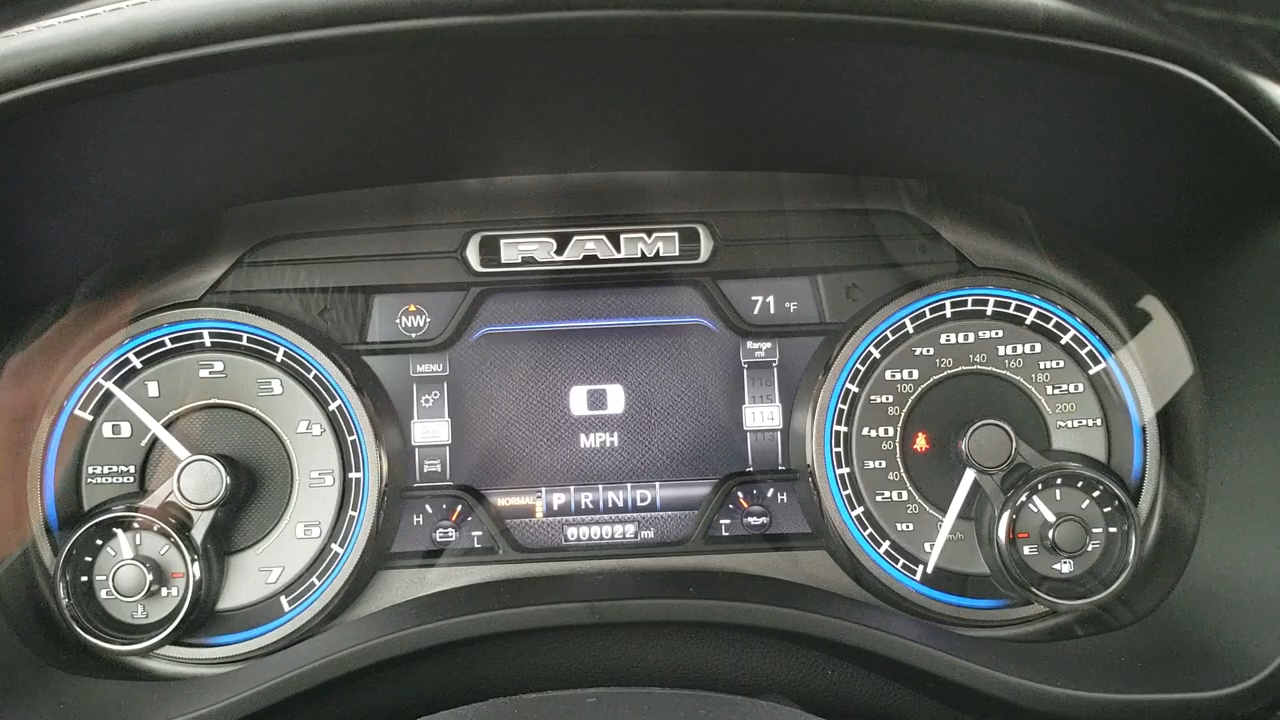 RAM
NW
71 °F
MENU
Range
mi
116
115
114
113
0
MPH
NORMAL P R N D
000022 mi
H L
L H
0 1 2 3 4 5 6 7
RPM
x1000
C H
0 10 20 30 40 50 60 70 80 90 100 110 120
MPH
20 40 60 80 100 120 140 160 180 200
km/h
E F